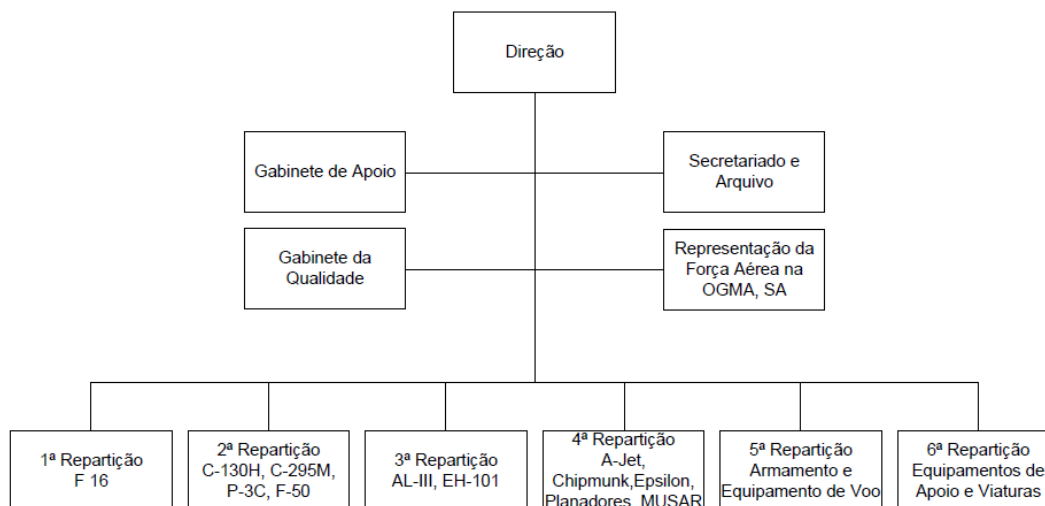 Direção
Gabinete de Apoio
Secretariado e
Arquivo
Gabinete da
Qualidade
Representação da
Força Aérea na
OGMA, SA
1ª Repartição
F 16
2ª Repartição
C-130H, C-295M,
P-3C, F-50
3ª Repartição
AL-III, EH-101
4ª Repartição
A-Jet,
Chipmunk,Epsilon,
Planadores, MUSAR
5ª Repartição
Armamento e
Equipamento de Voo
6ª Repartição
Equipamentos de
Apoio e Viaturas